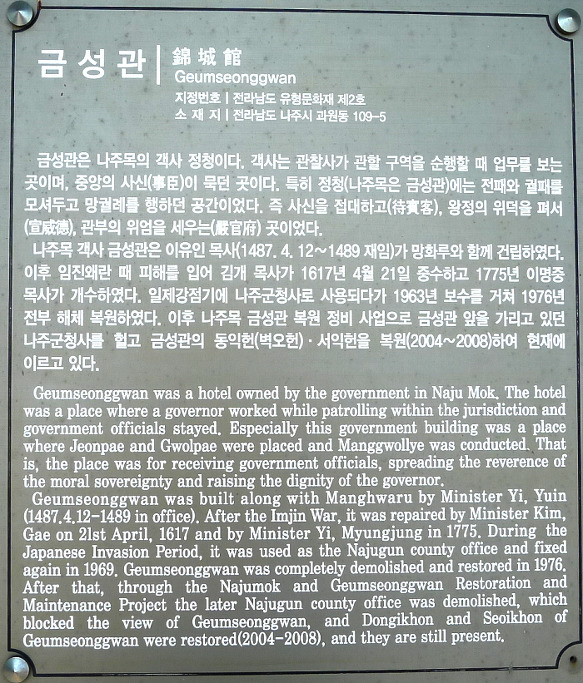 금성관 錦城館
Geumseonggwan
지정번호 | 전라남도 유형문화재 제2호
소 재 지 | 전라남도 나주시 과원동 109-5
금성관은 나주목의 객사 정청이다. 객사는 관찰사가 관할 구역을 순행할 때 업무를 보는
곳이며, 중앙의 사신(事臣)이 묵던 곳이다. 특히 정청(나주목은 금성관)에는 전패와 궐패를
모셔두고 망궐례를 행하던 공간이었다. 즉 사신을 접대하고(待賓客), 왕정의 위덕을 펴서
(宣威德), 관부의 위엄을 세우는(嚴官府) 곳이었다.
나주목 객사 금성관은 이유인 목사(1487. 4. 12~1489 재임)가 망화루와 함께 건립하였다.
이후 임진왜란 때 피해를 입어 김개 목사가 1617년 4월 21일 중수하고 1775년 이명중
목사가 개수하였다. 일제강점기에 나주군청사로 사용되다가 1963년 보수를 거쳐 1976년
전부 해체 복원하였다. 이후 나주목 금성관 복원 정비 사업으로 금성관 앞을 가리고 있던
나주군청사를 헐고 금성관의 동익헌(벽오헌)·서익헌을 복원(2004~2008)하여 현재에
이르고 있다.
Geumseonggwan was a hotel owned by the government in Naju Mok. The hotel
was a place where a governor worked while patrolling within the jurisdiction and
government officials stayed. Especially this government building was a place
where Jeonpae and Gwolpae were placed and Manggwollye was conducted. That
is, the place was for receiving government officials, spreading the reverence of
the moral sovereignty and raising the dignity of the governor.
Geumseonggwan was built along with Manghwaru by Minister Yi, Yuin
(1487.4.12-1489 in office). After the Imjin War, it was repaired by Minister Kim,
Gae on 21st April, 1617 and by Minister Yi, Myungjung in 1775. During the
Japanese Invasion Period, it was used as the Najugun county office and fixed
again in 1969. Geumseonggwan was completely demolished and restored in 1976.
After that, through the Najumok and Geumseonggwan Restoration and
Maintenance Project the later Najugun county office was demolished, which
blocked the view of Geumseonggwan, and Dongikhon and Seoikhon of
Geumseonggwan were restored(2004-2008), and they are still present.